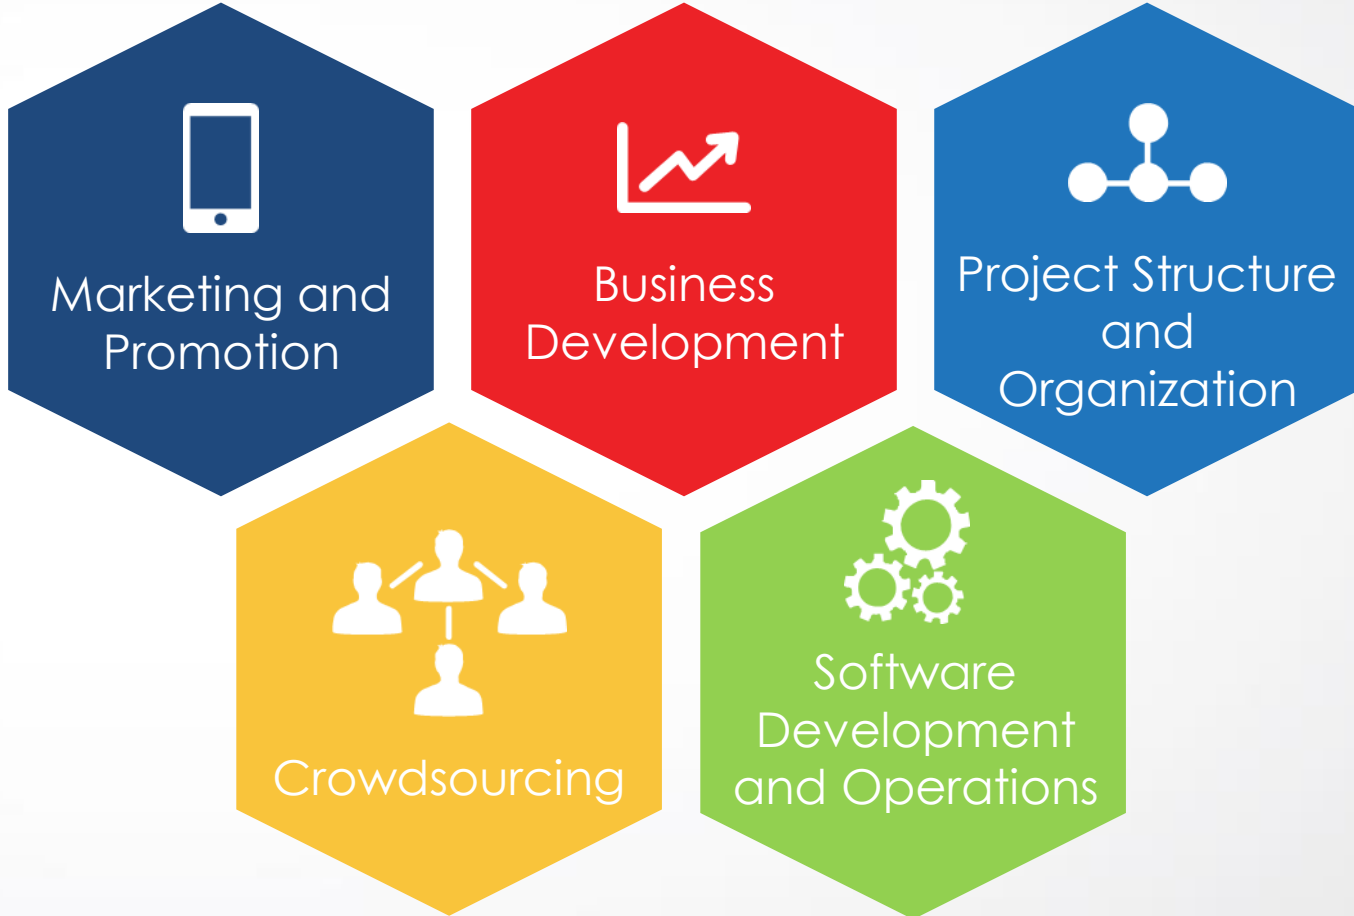 Marketing and
Promotion
Business
Development
Project Structure
and
Organization
Crowdsourcing
Software
Development
and Operations